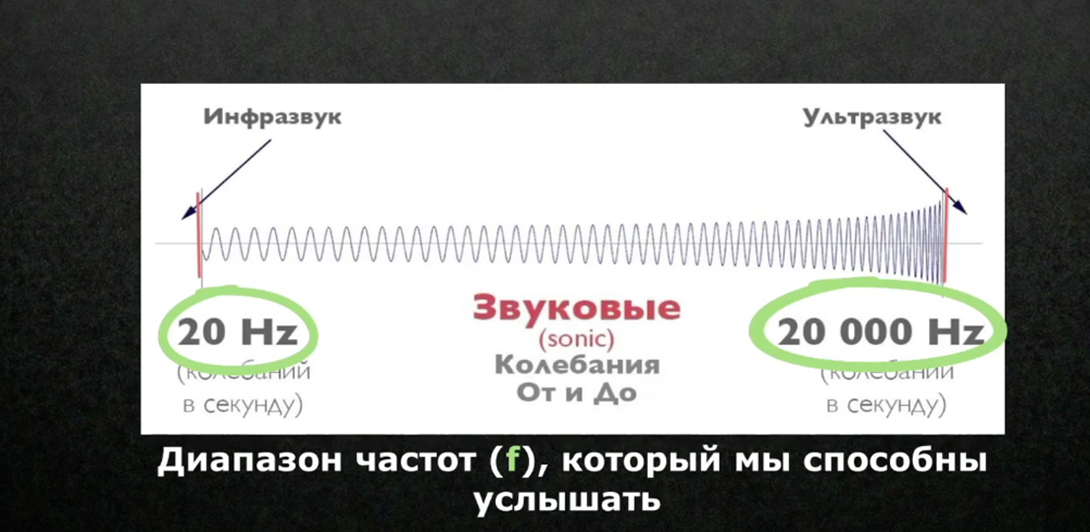 Инфразвук
Ультразвук
20 Hz
(колебаний
в секунду)
Звуковые
(sonic)
Колебания
От и До
20 000 Hz
(колебаний
в секунду)
Диапазон частот (f), который мы способны
услышать